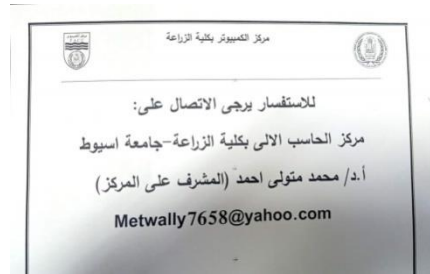 مركز الكمبيوتر بكلية الزراعة
للاستفسار يرجى الاتصال على:
مركز الحاسب الالى بكلية الزراعة-جامعة اسيوط
أ.د/ محمد متولى احمد (المشرف على المركز)
Metwally7658@yahoo.com